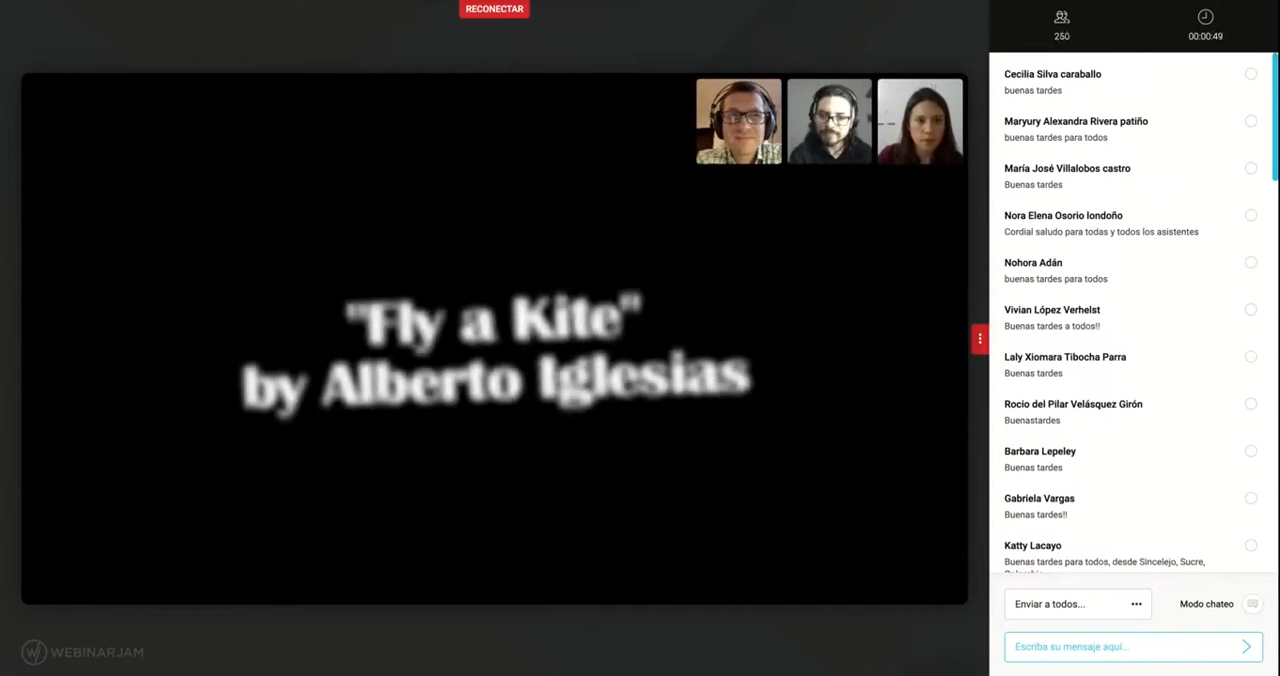 RECONECTAR
250
00:00:49
"Fly a Kite"
by Alberto Iglesias
Cecilia Silva caraballo
buenas tardes
Maryury Alexandra Rivera patiño
buenas tardes para todos
María José Villalobos castro
Buenas tardes
Nora Elena Osorio londoño
Cordial saludo para todas y todos los asistentes
Nohora Adán
buenas tardes para todos
Vivian López Verhelst
Buenas tardes a todos!!
Laly Xiomara Tibocha Parra
Buenas tardes
Rocio del Pilar Velásquez Girón
Buenastardes
Barbara Lepeley
Buenas tardes
Gabriela Vargas
Buenas tardes!!
Katty Lacayo
Buenas tardes para todos, desde Sincelejo, Sucre,
Enviar a todos...
Modo chateo
Escriba su mensaje aquí...
WEBINARJAM